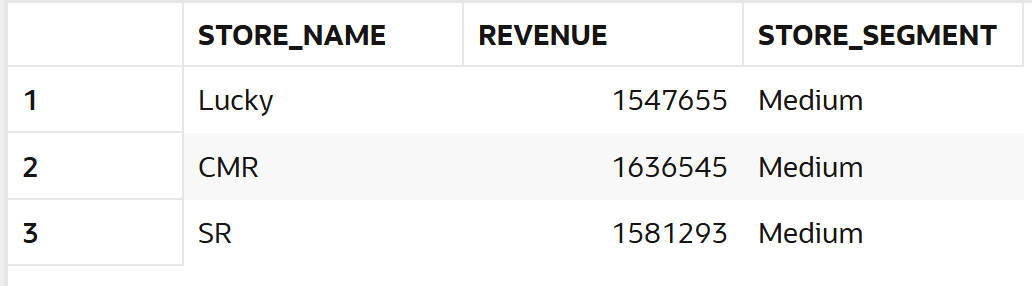 STORE_NAME REVENUE STORE_SEGMENT
1 Lucky 1547655 Medium
2 CMR 1636545 Medium
3 SR 1581293 Medium